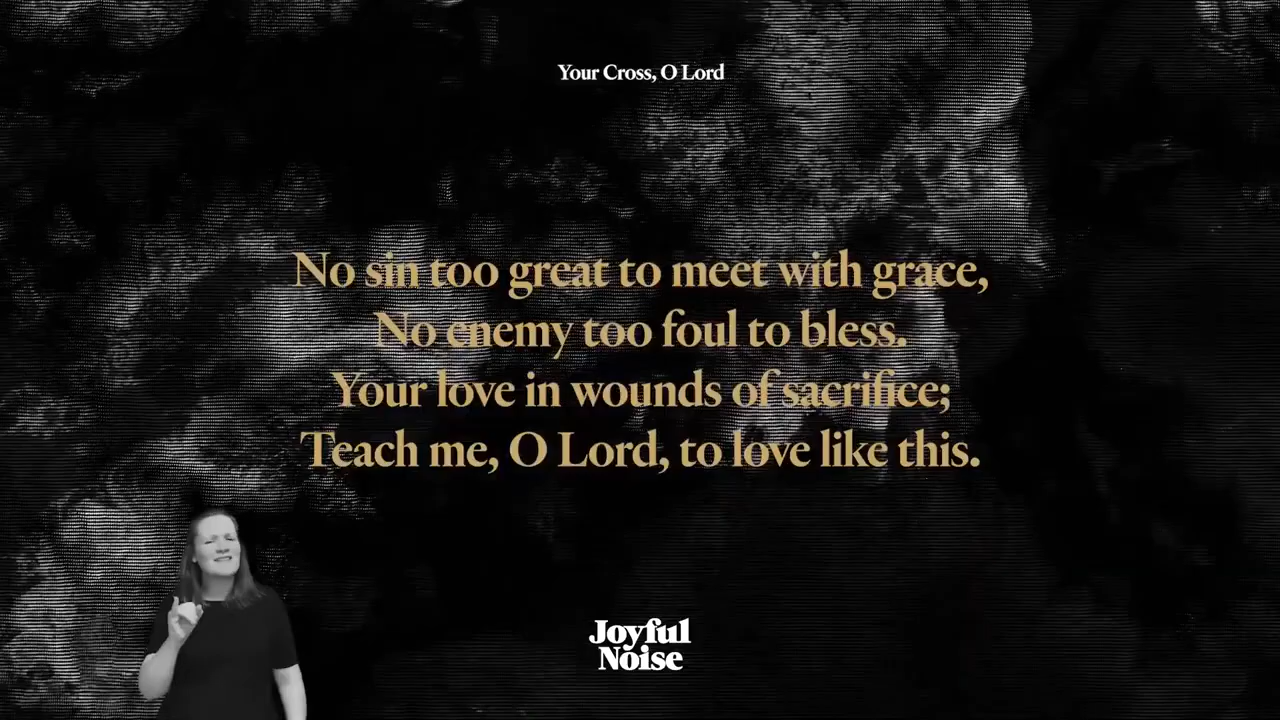 Your Cross, O Lord
No sin too great to meet with grace,
No enemy too foul to bless.
Your love in wounds of sacrifice;
Teach me, O Lord, to love like this.
Joyful
Noise